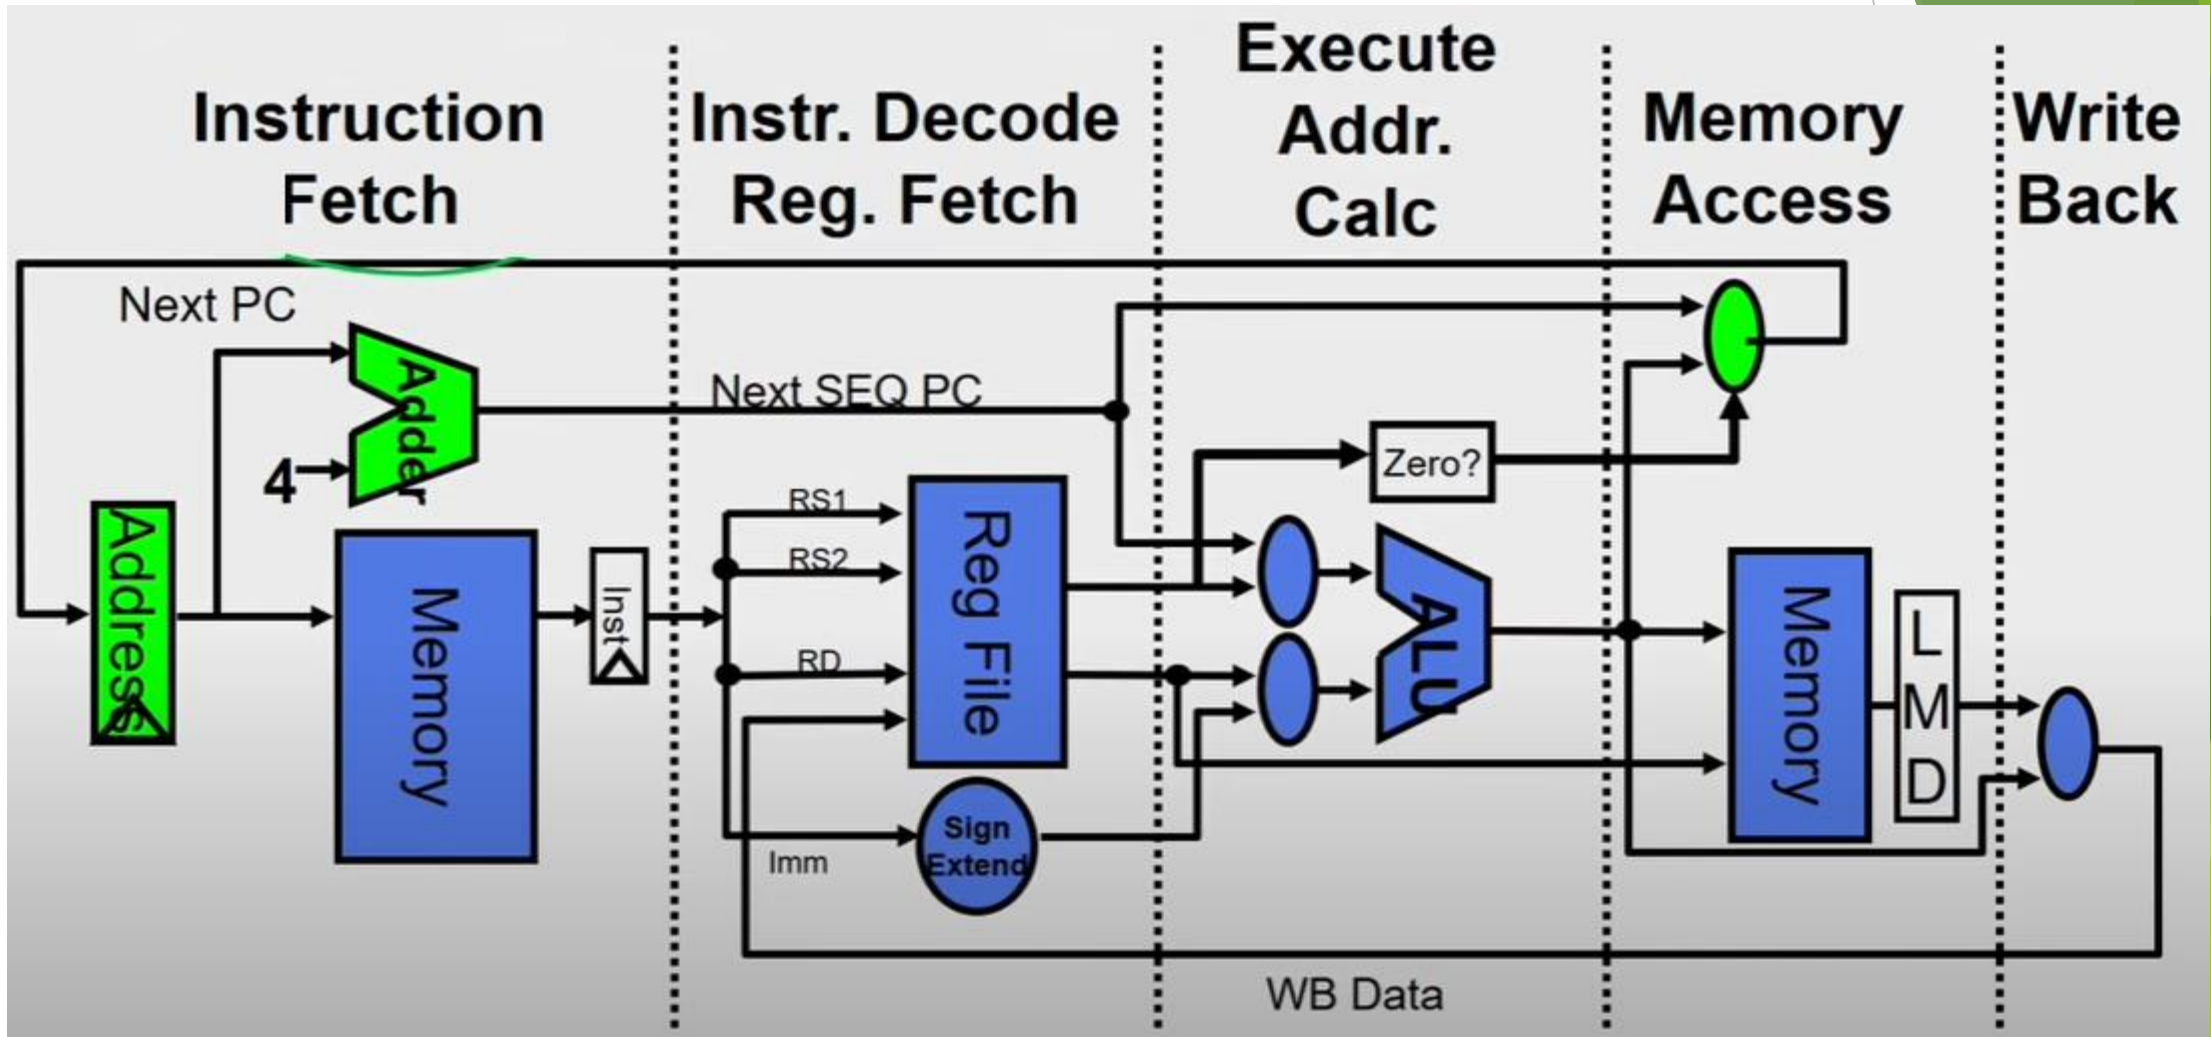 Instruction
Fetch
Instr. Decode
Reg. Fetch
Execute
Addr.
Calc
Memory
Access
Write
Back
Next PC
Adder
4
Next SEQ PC
Address
Memory
Inst
RS1
RS2
RD
Imm
Reg File
Sign
Extend
Zero?
ALU
Memory
L
M
D
WB Data